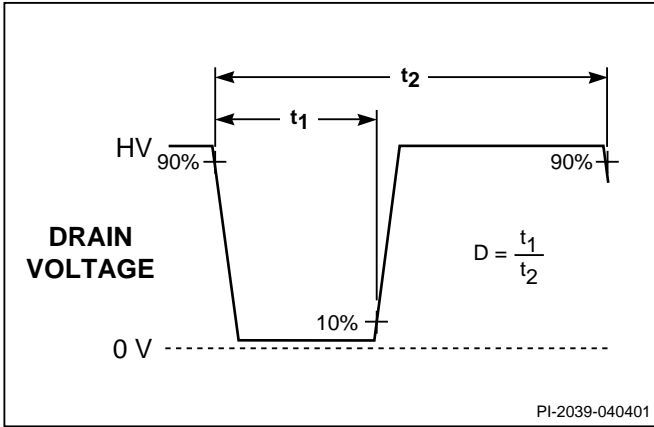 t2
t1
HV
90%
90%
DRAIN
VOLTAGE
D = t1
t2
10%
0 V
PI-2039-040401